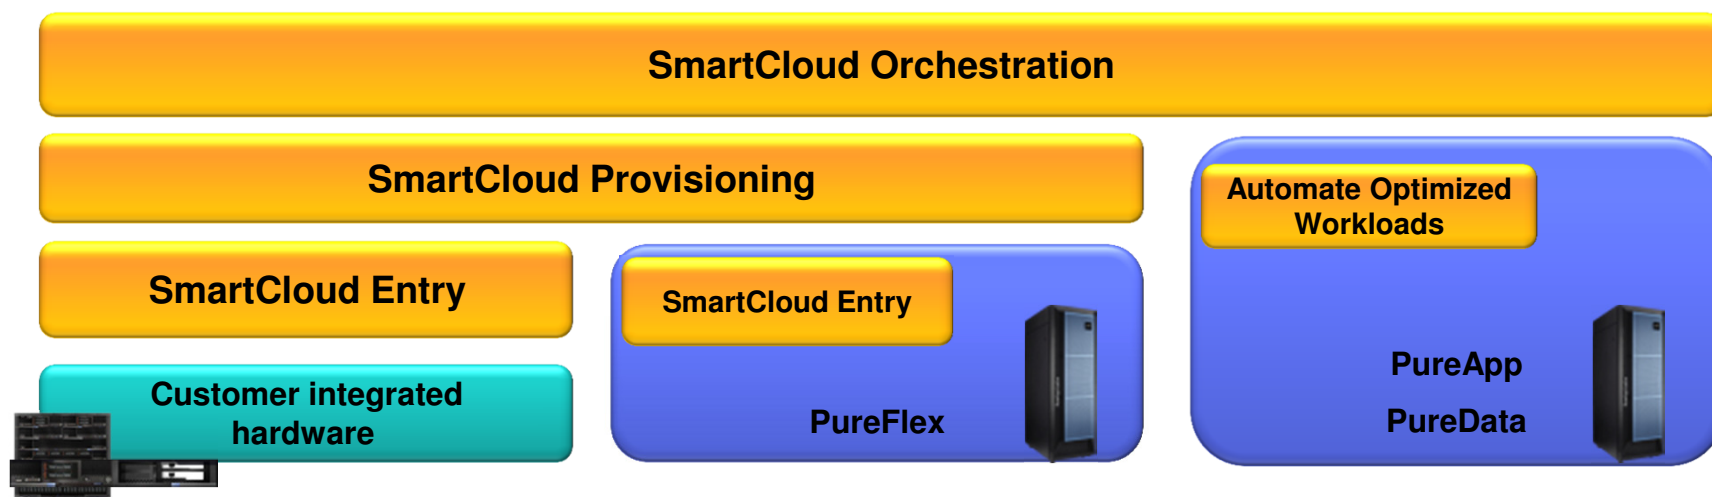 SmartCloud Orchestration
SmartCloud Provisioning
Automate Optimized
Workloads
SmartCloud Entry
SmartCloud Entry
Customer integrated
hardware
PureFlex
PureApp
PureData